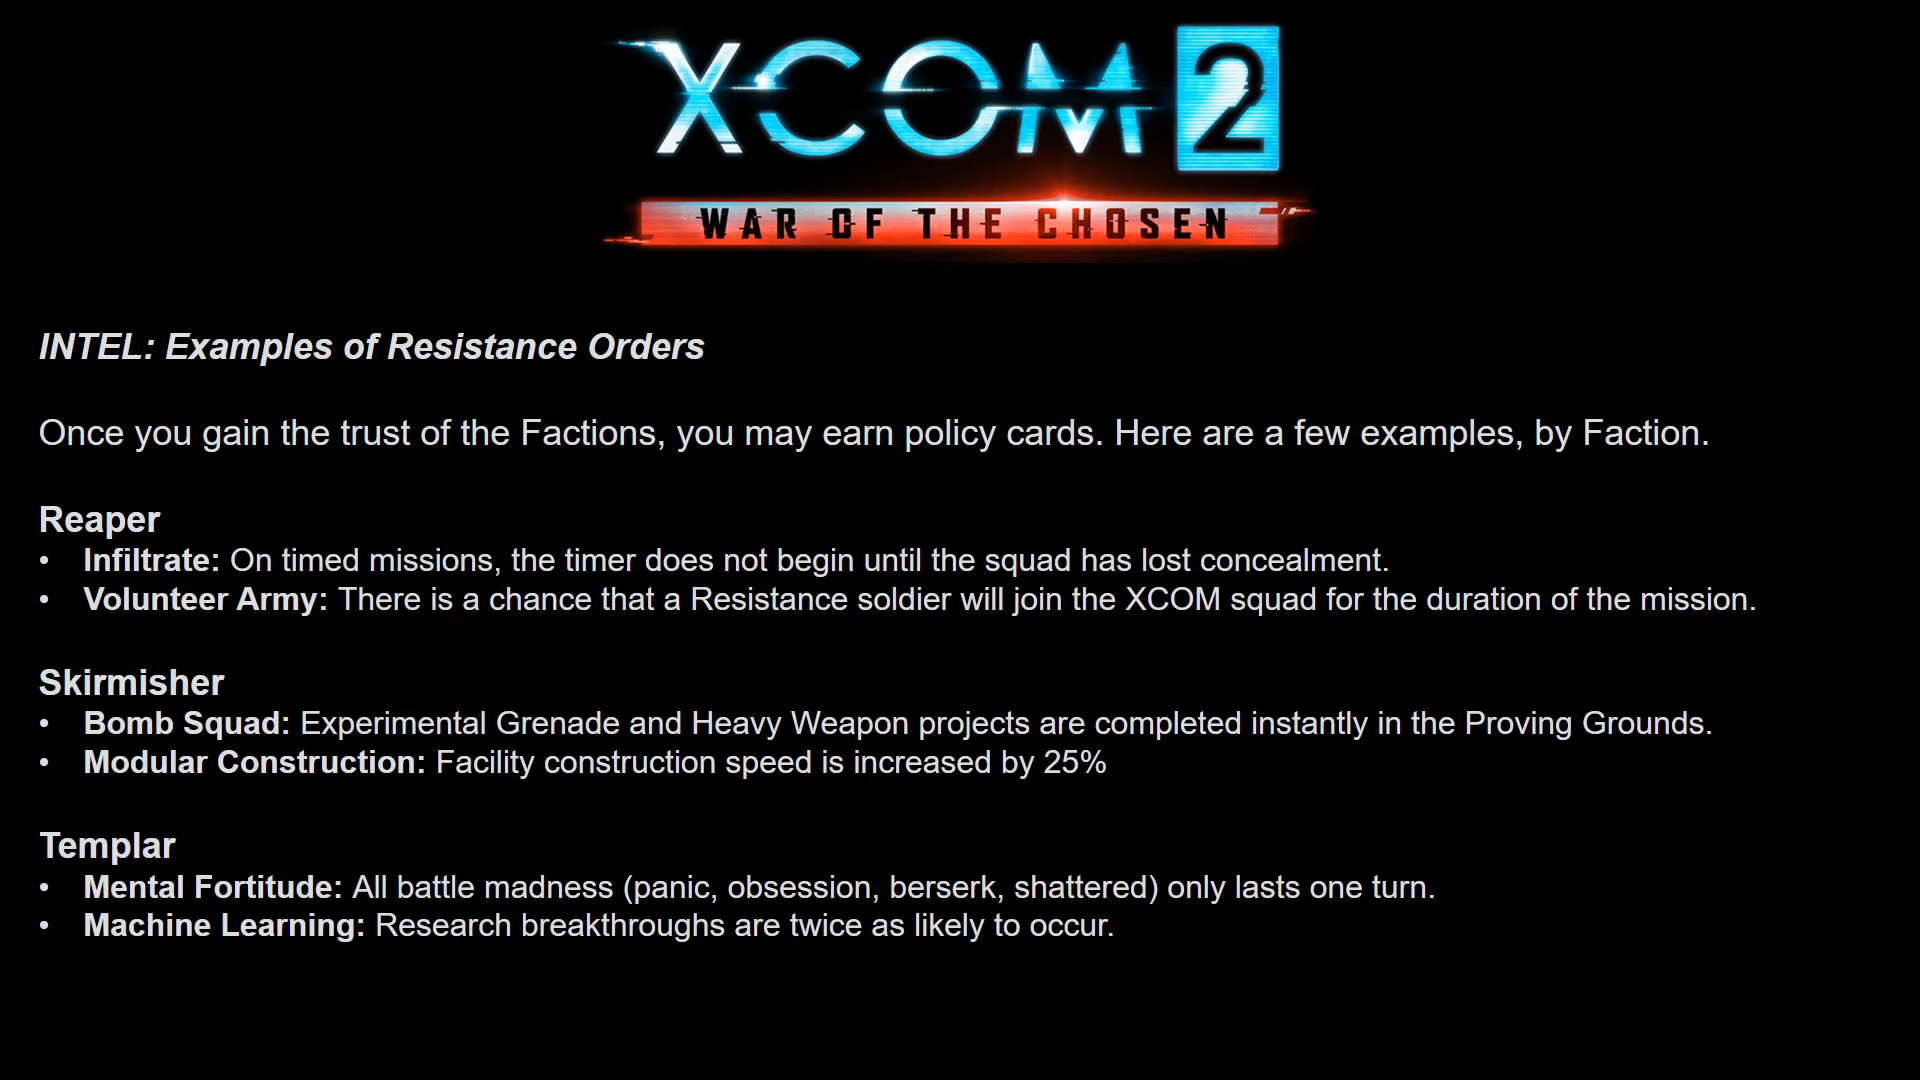 XCOM 2
WAR OF THE CHOSEN
INTEL: Examples of Resistance Orders
Once you gain the trust of the Factions, you may earn policy cards. Here are a few examples, by Faction.
Reaper
• Infiltrate: On timed missions, the timer does not begin until the squad has lost concealment.
• Volunteer Army: There is a chance that a Resistance soldier will join the XCOM squad for the duration of the mission.
Skirmisher
• Bomb Squad: Experimental Grenade and Heavy Weapon projects are completed instantly in the Proving Grounds.
• Modular Construction: Facility construction speed is increased by 25%
Templar
• Mental Fortitude: All battle madness (panic, obsession, berserk, shattered) only lasts one turn.
• Machine Learning: Research breakthroughs are twice as likely to occur.